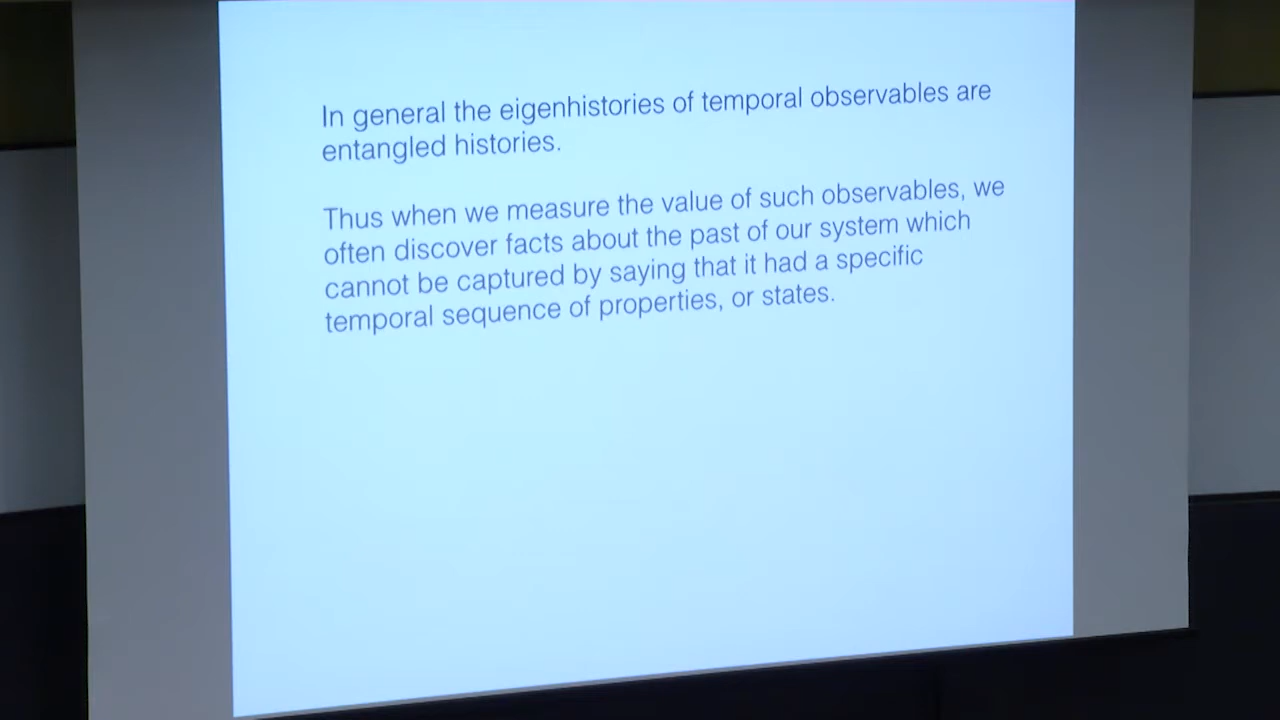 In general the eigenhistories of temporal observables are
entangled histories.
Thus when we measure the value of such observables, we
often discover facts about the past of our system which
cannot be captured by saying that it had a specific
temporal sequence of properties, or states.